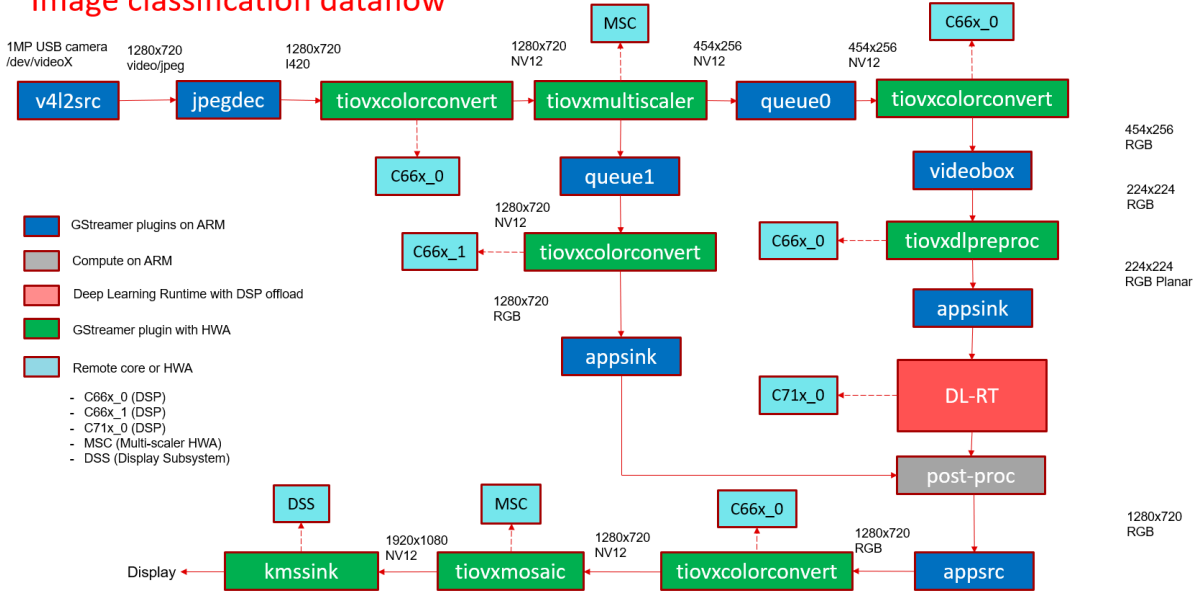 Image classification dataflow
1MP USB camera
/dev/videoX
1280x720
video/jpeg
1280x720
I420
1280x720
NV12
MSC
454x256
NV12
454x256
NV12
C66x_0
v4l2src
jpegdec
tiovxcolorconvert
tiovxmultiscaler
queue0
tiovxcolorconvert
454x256
RGB
C66x_0
queue1
videobox
224x224
RGB
1280x720
NV12
GStreamer plugins on ARM
C66x_1
tiovxcolorconvert
C66x_0
tiovxdlpreproc
Compute on ARM
224x224
RGB Planar
Deep Learning Runtime with DSP offload
1280x720
RGB
appsink
GStreamer plugin with HWA
appsink
Remote core or HWA
C71x_0
DL-RT
- C66x_0 (DSP)
- C66x_1 (DSP)
- C71x_0 (DSP)
- MSC (Multi-scaler HWA)
- DSS (Display Subsystem)
post-proc
DSS
MSC
C66x_0
1280x720
RGB
1920x1080
NV12
1280x720
NV12
1280x720
RGB
Display
kmssink
tiovxmosaic
tiovxcolorconvert
appsrc